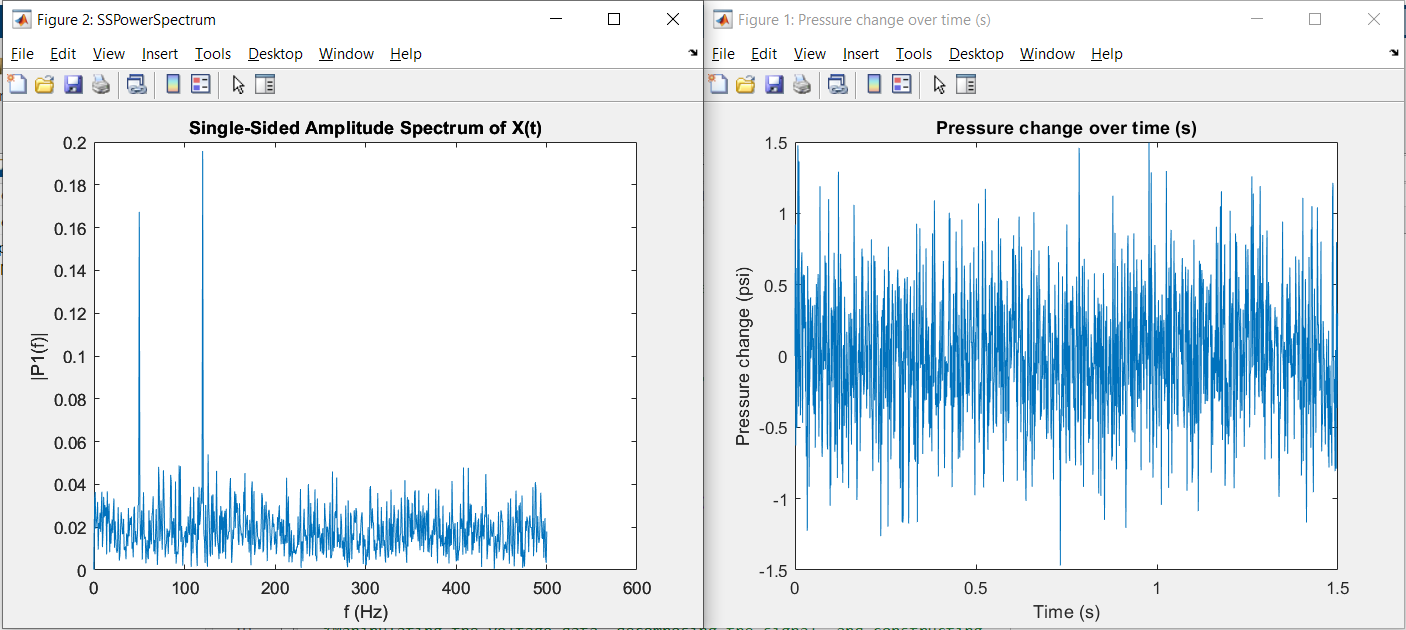 Figure 2: SSPowerSpectrum
File Edit View Insert Tools Desktop Window Help
Single-Sided Amplitude Spectrum of X(t)
0.2
0.18
0.16
0.14
0.12
0.1
0.08
0.06
0.04
0.02
0
|P1(f)|
0 100 200 300 400 500 600
f (Hz)
Figure 1: Pressure change over time (s)
File Edit View Insert Tools Desktop Window Help
Pressure change over time (s)
1.5
1
0.5
0
-0.5
-1
-1.5
Pressure change (psi)
0 0.5 1 1.5
Time (s)